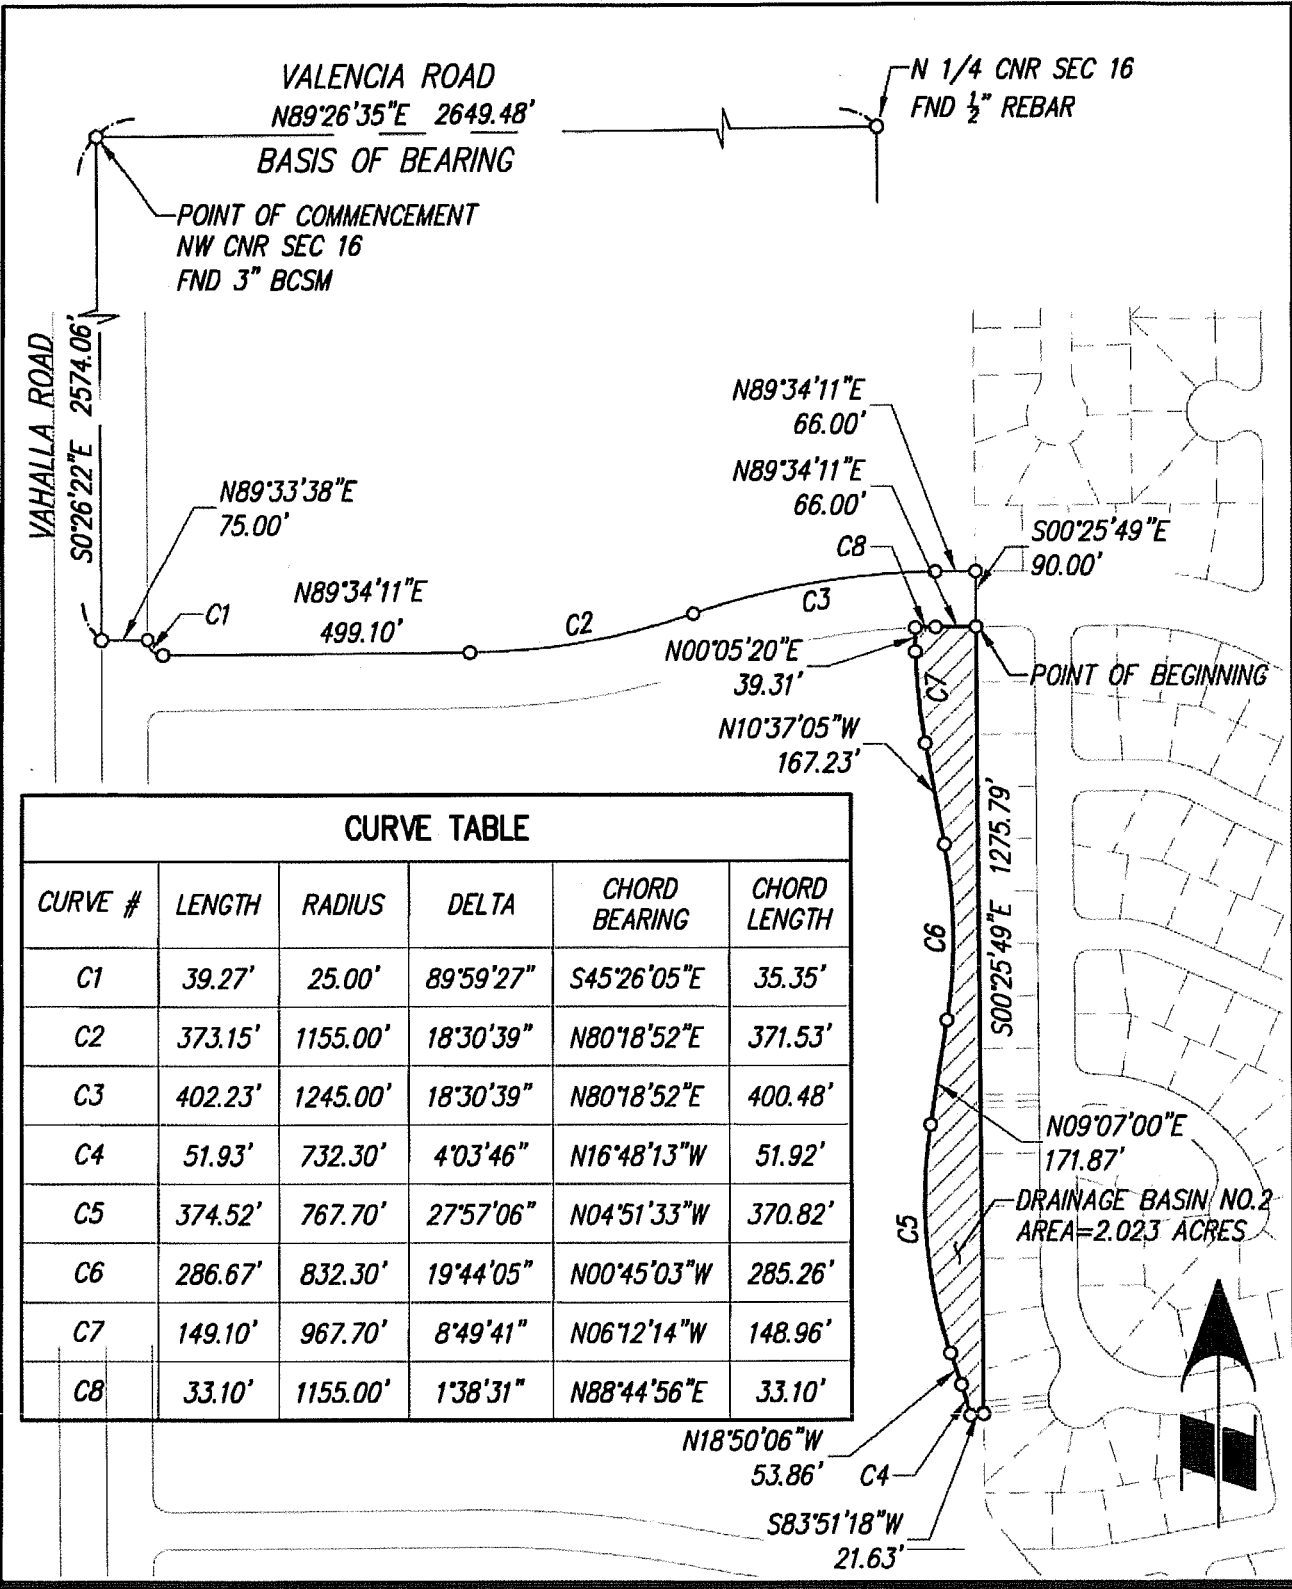 VALENCIA ROAD
N89°26'35"E 2649.48'
BASIS OF BEARING
N 1/4 CNR SEC 16
FND ½" REBAR
POINT OF COMMENCEMENT
NW CNR SEC 16
FND 3" BCSM
VAHALLA ROAD
S0°26'22"E 2574.06'
N89°33'38"E
75.00'
C1
N89°34'11"E
499.10'
C2
C3
N89°34'11"E
66.00'
N89°34'11"E
66.00'
C8
S00°25'49"E
90.00'
N00°05'20"E
39.31'
C7
POINT OF BEGINNING
N10°37'05"W
167.23'
S00°25'49"E 1275.79'
C6
N09°07'00"E
171.87'
DRAINAGE BASIN NO.2
AREA=2.023 ACRES
C5
N18°50'06"W
53.86'
C4
S83°51'18"W
21.63'
CURVE TABLE
CURVE # LENGTH RADIUS DELTA CHORD BEARING CHORD LENGTH
C1 39.27' 25.00' 89°59'27" S45°26'05"E 35.35'
C2 373.15' 1155.00' 18°30'39" N80°18'52"E 371.53'
C3 402.23' 1245.00' 18°30'39" N80°18'52"E 400.48'
C4 51.93' 732.30' 4°03'46" N16°48'13"W 51.92'
C5 374.52' 767.70' 27°57'06" N04°51'33"W 370.82'
C6 286.67' 832.30' 19°44'05" N00°45'03"W 285.26'
C7 149.10' 967.70' 8°49'41" N06°12'14"W 148.96'
C8 33.10' 1155.00' 1°38'31" N88°44'56"E 33.10'